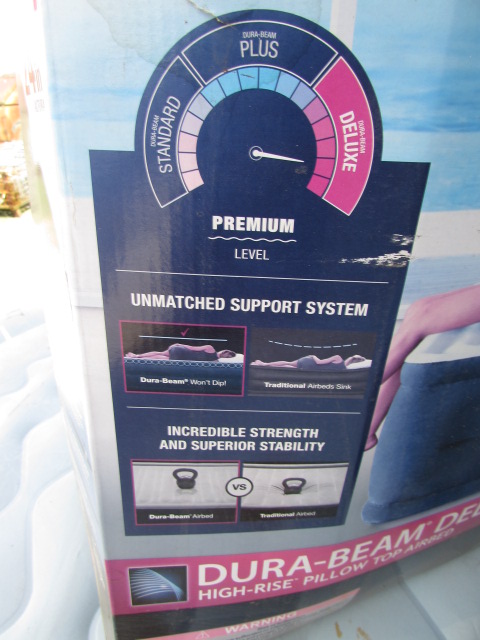 DURA-BEAM
PLUS
DURA-BEAM
STANDARD
DURA-BEAM
DELUXE
PREMIUM
LEVEL
UNMATCHED SUPPORT SYSTEM
Dura-Beam® Won't Dip!
Traditional Airbeds Sink
INCREDIBLE STRENGTH
AND SUPERIOR STABILITY
VS
Dura-Beam® Airbed
Traditional Airbed
DURA-BEAM® DEL
HIGH-RISE PILLOW TOP AIRBED
WARNING